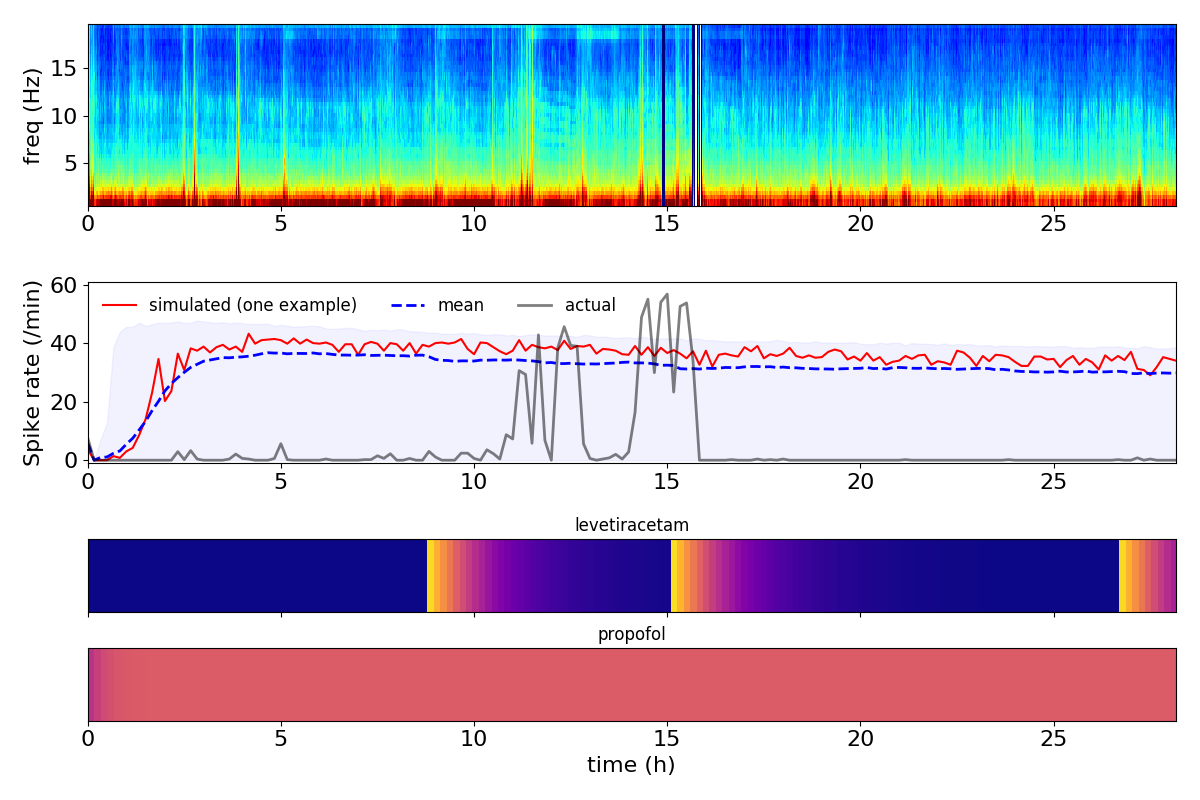 freq (Hz)
15
10
5
0 5 10 15 20 25
Spike rate (/min)
60
40
20
0
simulated (one example) mean actual
0 5 10 15 20 25
levetiracetam
propofol
0 5 10 15 20 25
time (h)